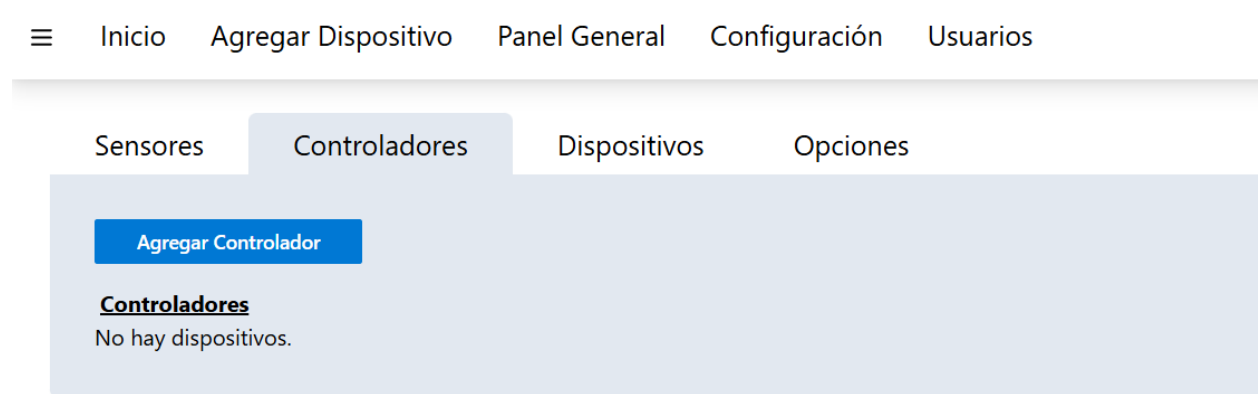 Inicio Agregar Dispositivo Panel General Configuración Usuarios
Sensores Controladores Dispositivos Opciones
Agregar Controlador
Controladores
No hay dispositivos.